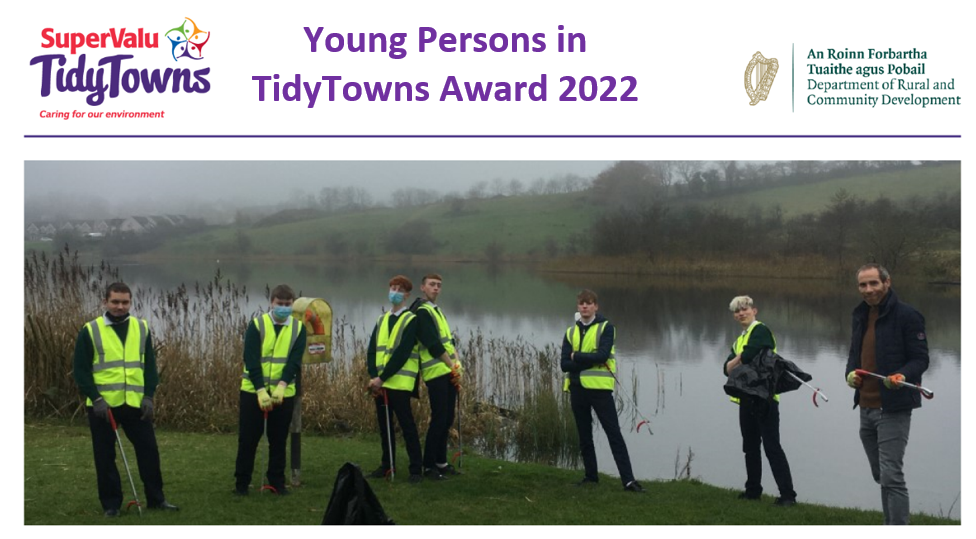 SuperValu
TidyTowns
Caring for our environment
Young Persons in
TidyTowns Award 2022
An Roinn Forbartha
Tuaithe agus Pobail
Department of Rural and
Community Development